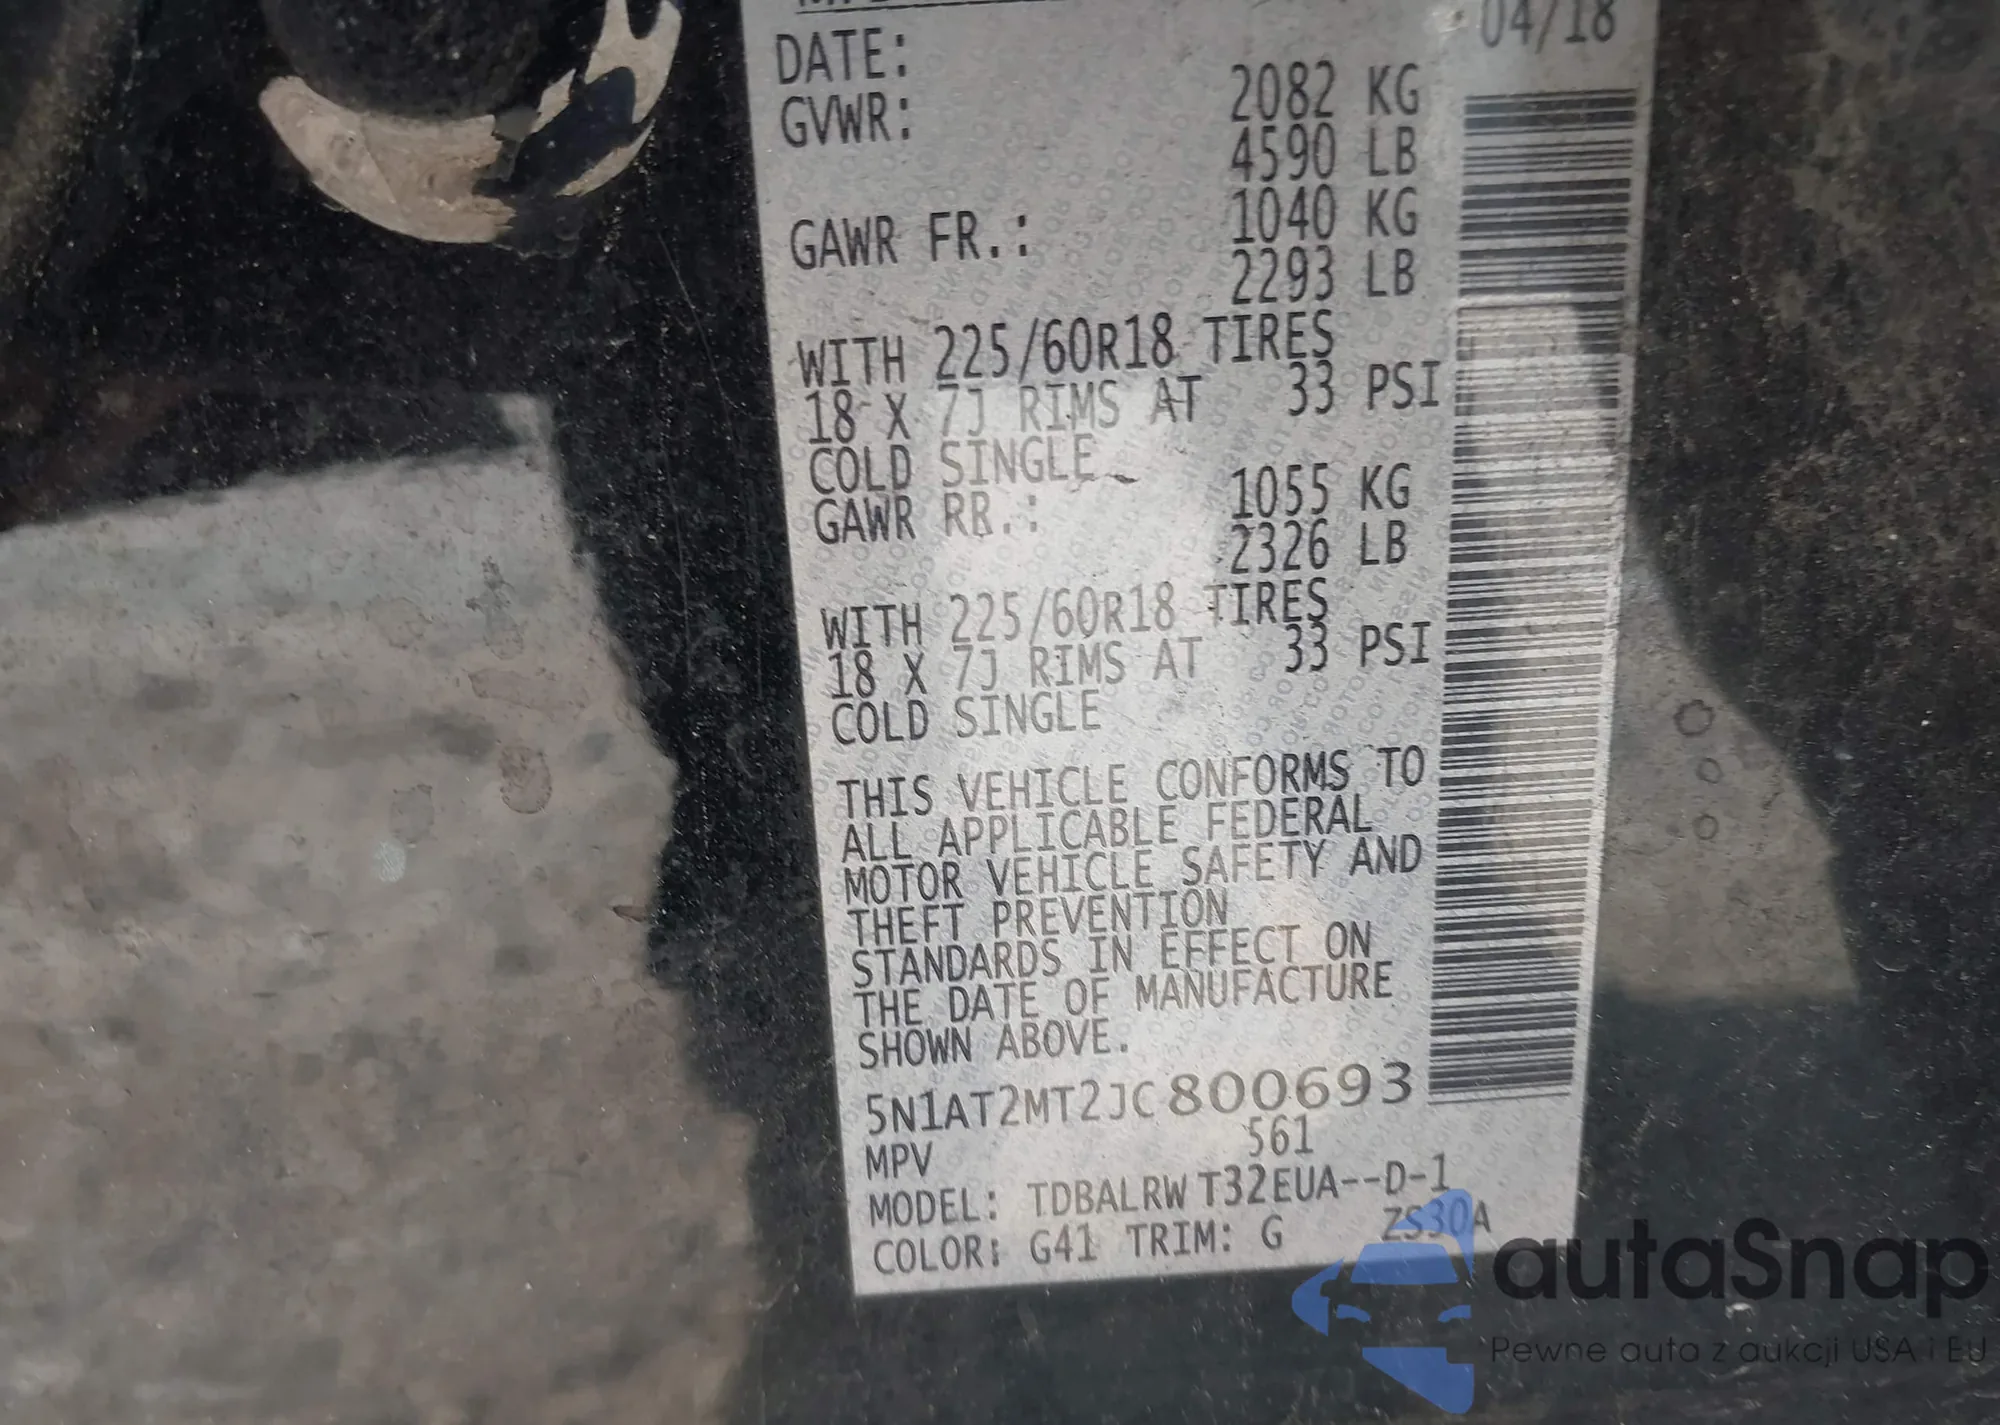 04/18
DATE:
GVWR: 2082 KG
4590 LB
GAWR FR.: 1040 KG
2293 LB
WITH 225/60R18 TIRES
18 X 7J RIMS AT 33 PSI
COLD SINGLE
GAWR RR.: 1055 KG
2326 LB
WITH 225/60R18 TIRES
18 X 7J RIMS AT 33 PSI
COLD SINGLE
THIS VEHICLE CONFORMS TO
ALL APPLICABLE FEDERAL
MOTOR VEHICLE SAFETY AND
THEFT PREVENTION
STANDARDS IN EFFECT ON
THE DATE OF MANUFACTURE
SHOWN ABOVE.
5N1AT2MT2JC800693
MPV 561
MODEL: TDBALRW T32EUA--D-1
COLOR: G41 TRIM: G ZS30A
autaSnap
Pewne auta z aukcji USA i EU